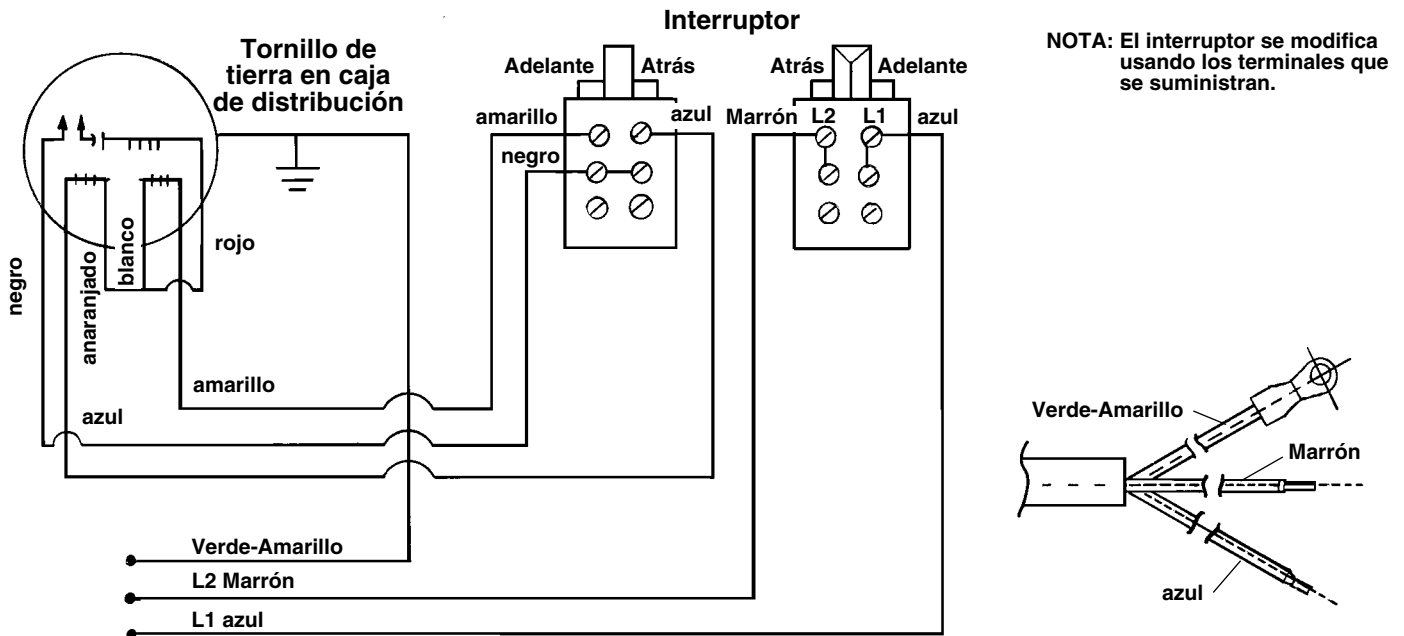 Interruptor
Tornillo de
tierra en caja
de distribución
Adelante
Atrás
Atrás
Adelante
NOTA: El interruptor se modifica
usando los terminales que
se suministran.
amarillo
azul
Marrón
L2
L1
azul
negro
rojo
blanco
anaranjado
negro
amarillo
azul
Verde-Amarillo
Marrón
azul
Verde-Amarillo
L2 Marrón
L1 azul